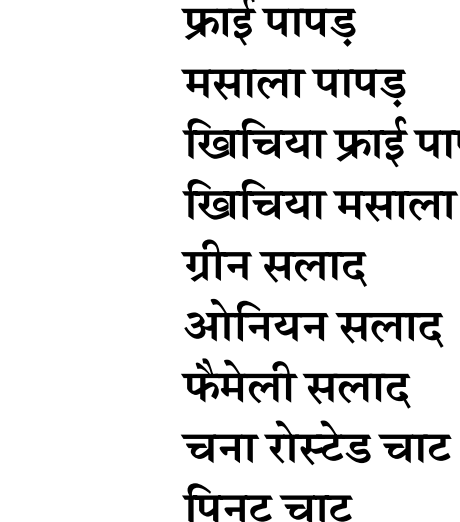 फ्राई पापड़
मसाला पापड़
खिचिया फ्राई
खिचिया मसाला
ग्रीन सलाद
ओनियन सलाद
फैमेली सलाद
चना रोस्टेड चाट
पिनट चाट